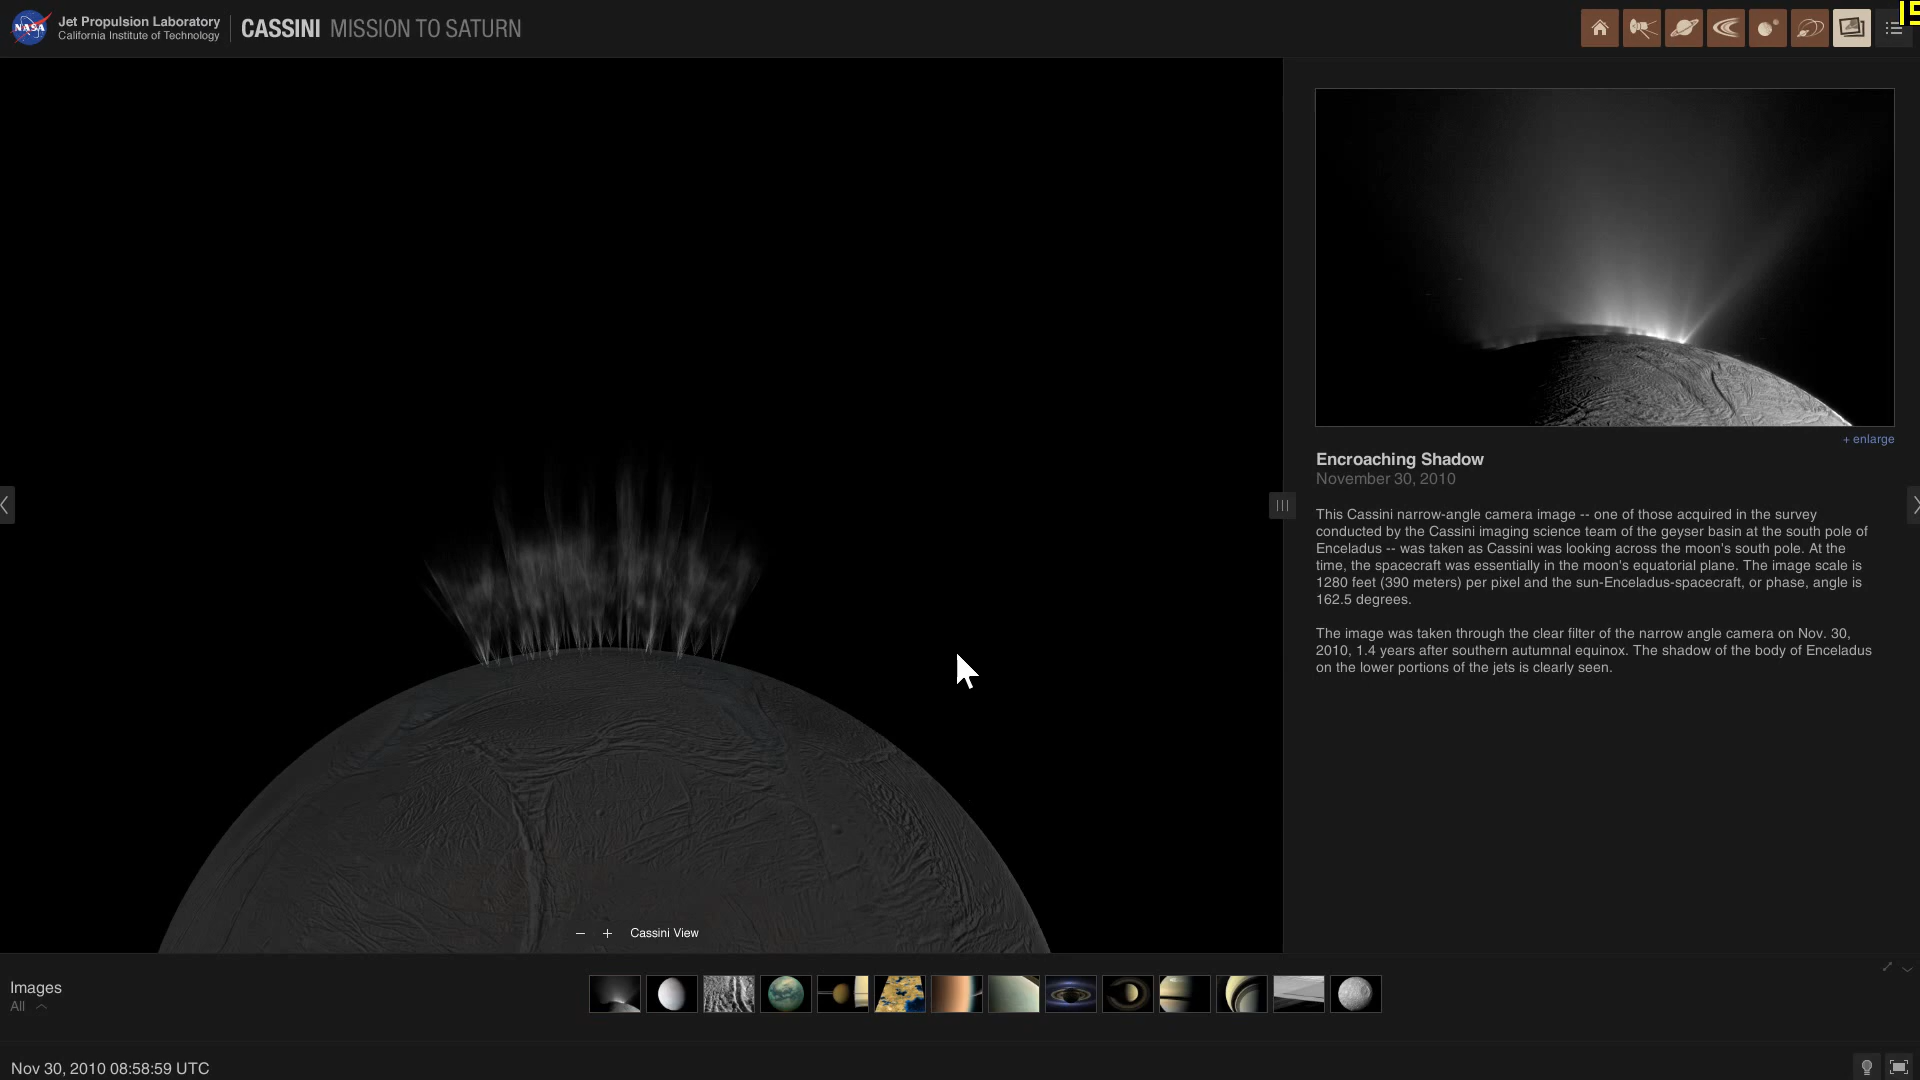 NASA
Jet Propulsion Laboratory
California Institute of Technology
CASSINI MISSION TO SATURN
15
+ enlarge
Encroaching Shadow
November 30, 2010
This Cassini narrow-angle camera image -- one of those acquired in the survey
conducted by the Cassini imaging science team of the geyser basin at the south pole of
Enceladus -- was taken as Cassini was looking across the moon's south pole. At the
time, the spacecraft was essentially in the moon's equatorial plane. The image scale is
1280 feet (390 meters) per pixel and the sun-Enceladus-spacecraft, or phase, angle is
162.5 degrees.
The image was taken through the clear filter of the narrow angle camera on Nov. 30,
2010, 1.4 years after southern autumnal equinox. The shadow of the body of Enceladus
on the lower portions of the jets is clearly seen.
− + Cassini View
Images
All
Nov 30, 2010 08:58:59 UTC